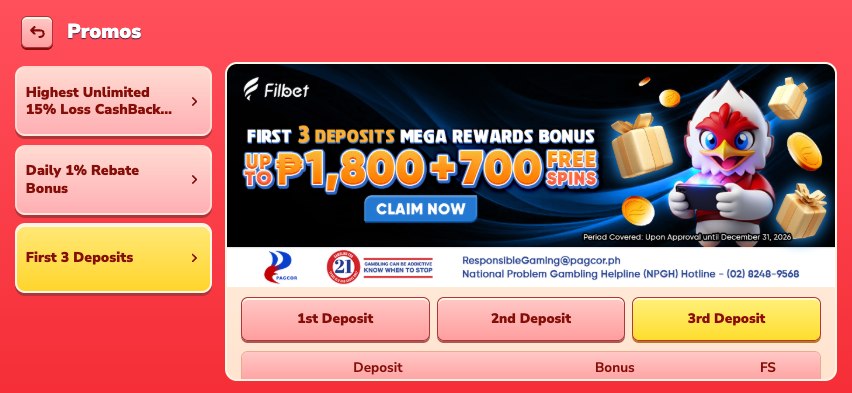 Promos
Highest Unlimited
15% Loss CashBack...
Daily 1% Rebate
Bonus
First 3 Deposits
Filbet
FIRST 3 DEPOSITS MEGA REWARDS BONUS
UP TO ₱1,800+700 FREE SPINS
CLAIM NOW
Period Covered: Upon Approval until December 31, 2026
PAGCOR
21
GAMBLING CAN BE ADDICTIVE
KNOW WHEN TO STOP
ResponsibleGaming@pagcor.ph
National Problem Gambling Helpline (NPGH) Hotline - (02) 8248-9568
1st Deposit
2nd Deposit
3rd Deposit
Deposit Bonus FS